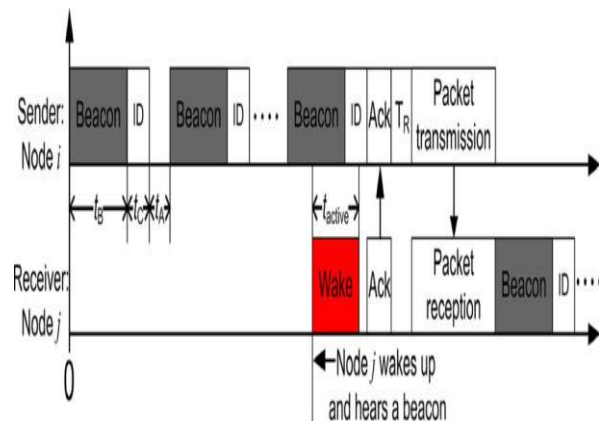 Sender:
Node i
Beacon ID Beacon ID •••• Beacon ID Ack T_R Packet transmission
t_B t_C t_A t_active
Receiver:
Node j
Wake Ack Packet reception Beacon ID ••••
0
Node j wakes up
and hears a beacon